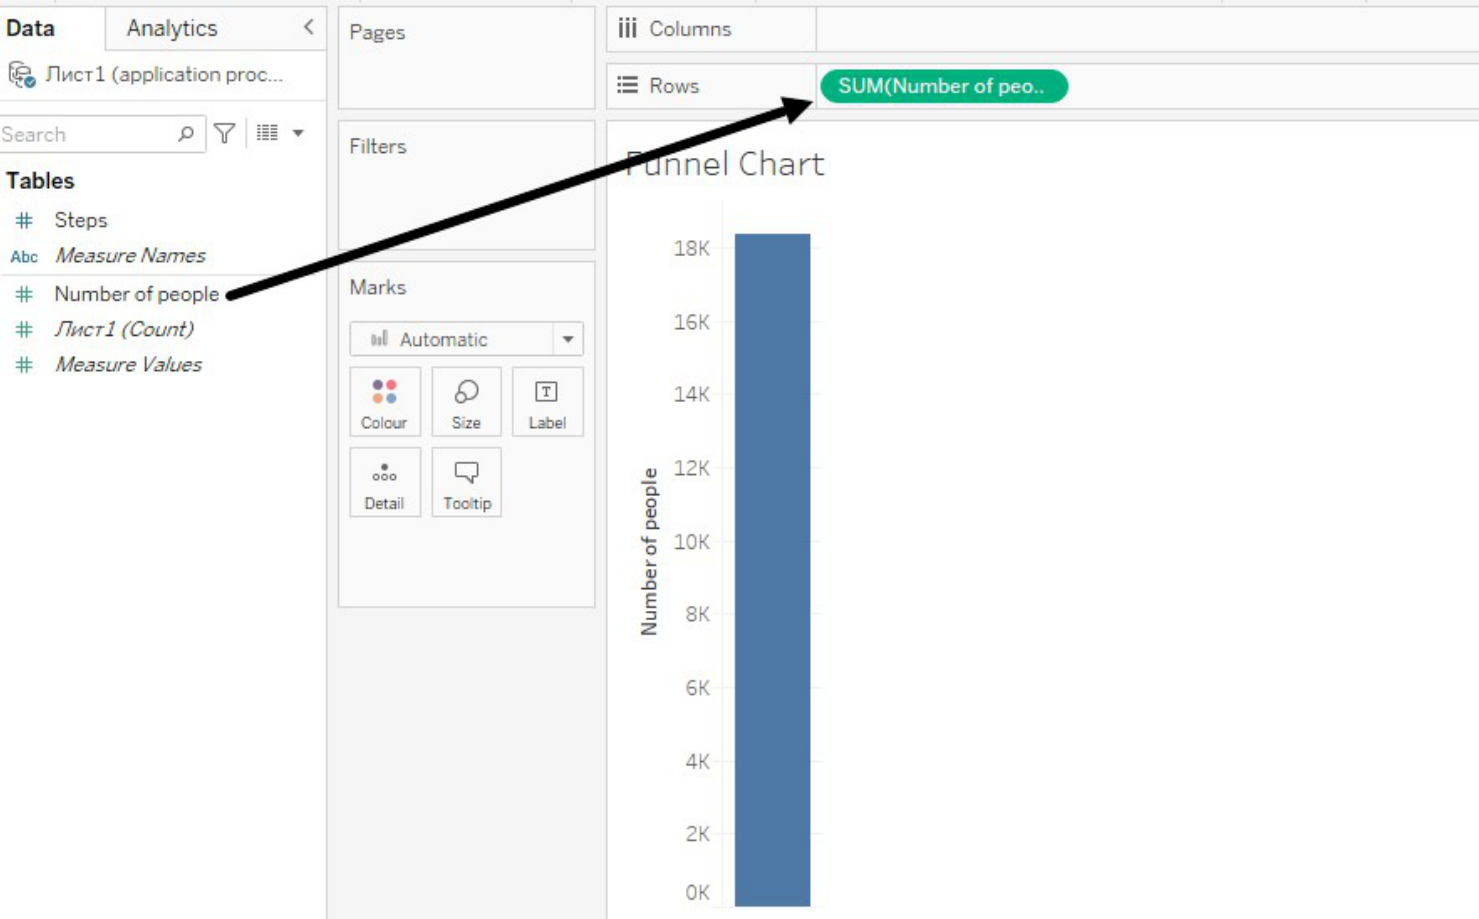 Data
Analytics
Лист1 (application proc...
Search
Tables
Steps
Abc Measure Names
Number of people
Лист1 (Count)
Measure Values
Pages
Filters
Marks
Automatic
Colour
Size
Label
Detail
Tooltip
Columns
Rows
SUM(Number of peo..
Funnel Chart
Number of people
18K
16K
14K
12K
10K
8K
6K
4K
2K
0K